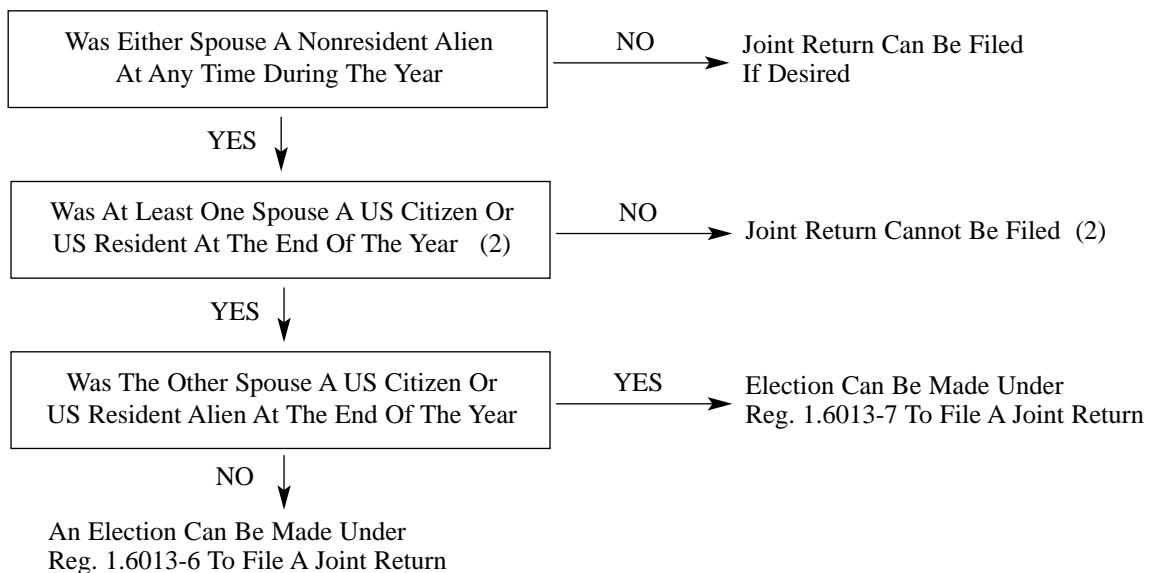 Was Either Spouse A Nonresident Alien
At Any Time During The Year
NO
Joint Return Can Be Filed
If Desired
YES
Was At Least One Spouse A US Citizen Or
US Resident At The End Of The Year (2)
NO
Joint Return Cannot Be Filed (2)
YES
Was The Other Spouse A US Citizen Or
US Resident Alien At The End Of The Year
YES
Election Can Be Made Under
Reg. 1.6013-7 To File A Joint Return
NO
An Election Can Be Made Under
Reg. 1.6013-6 To File A Joint Return